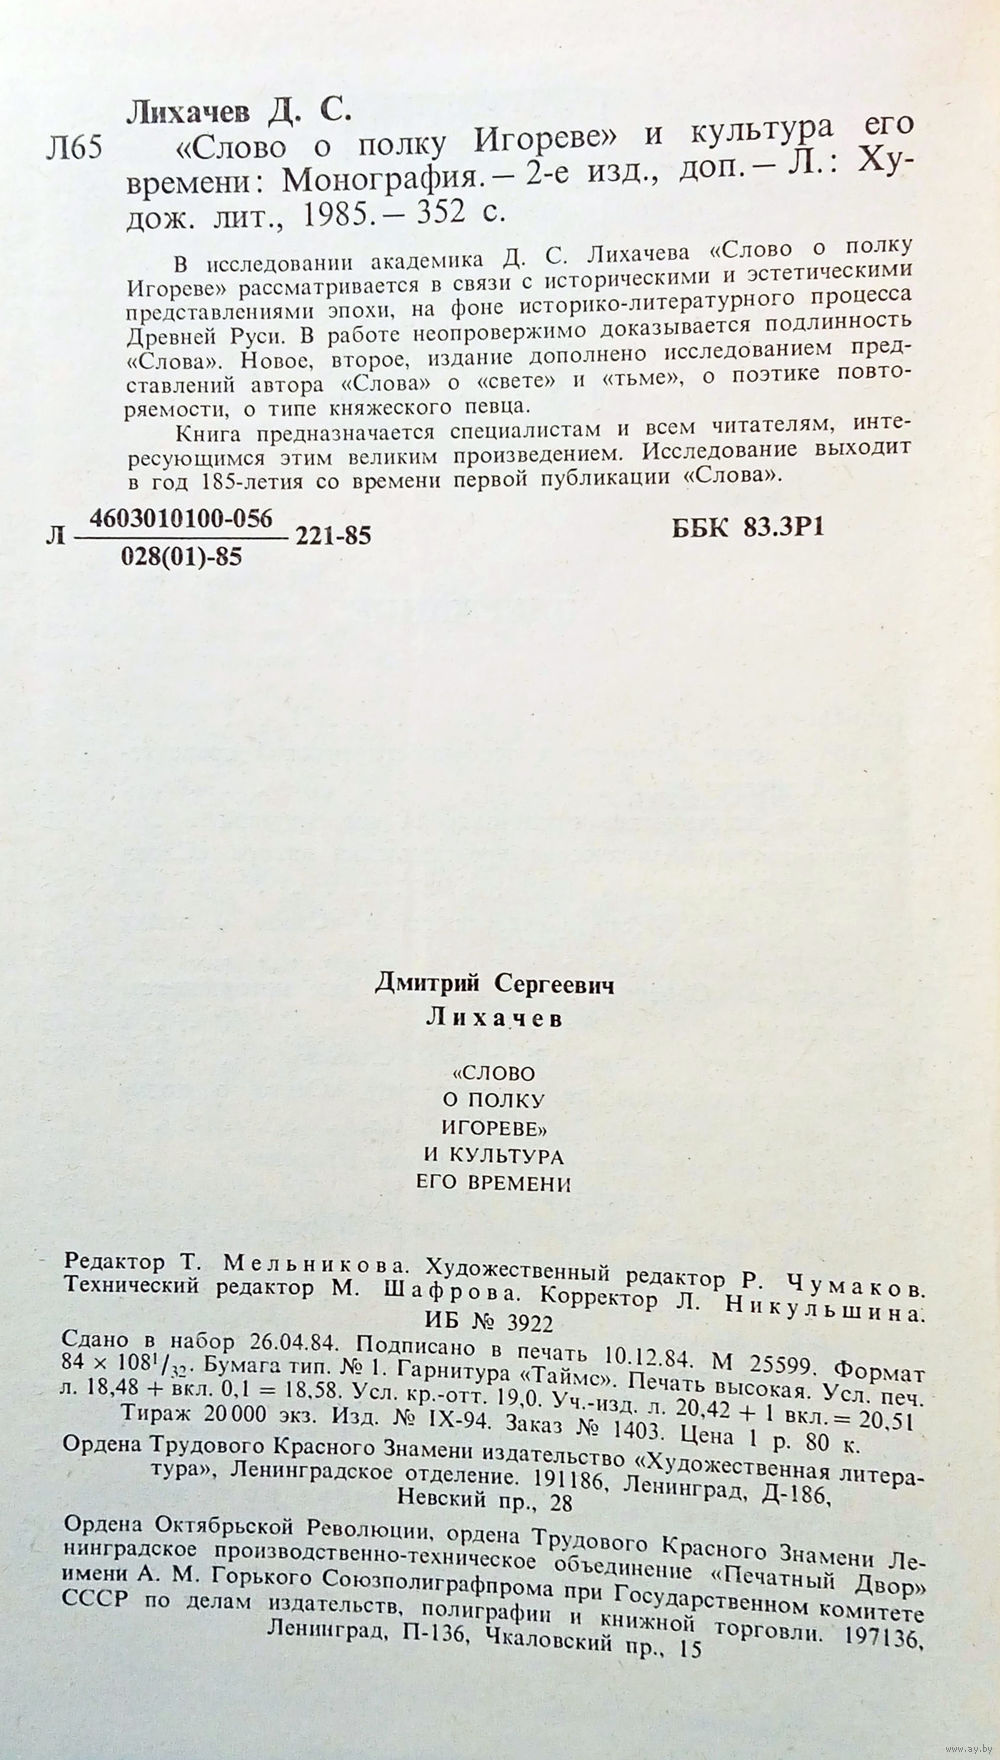 Лихачев Д. С.
Л65 «Слово о полку Игореве» и культура его
времени: Монография.— 2-е изд., доп.— Л.: Ху-
дож. лит., 1985.— 352 с.
В исследовании академика Д. С. Лихачева «Слово о полку
Игореве» рассматривается в связи с историческими и эстетическими
представлениями эпохи, на фоне историко-литературного процесса
Древней Руси. В работе неопровержимо доказывается подлинность
«Слова». Новое, второе, издание дополнено исследованием пред-
ставлений автора «Слова» о «свете» и «тьме», о поэтике повто-
ряемости, о типе княжеского певца.
Книга предназначается специалистам и всем читателям, инте-
ресующимся этим великим произведением. Исследование выходит
в год 185-летия со времени первой публикации «Слова».
Л 4603010100-056 / 028(01)-85 221-85 ББК 83.3Р1
Дмитрий Сергеевич
Лихачев
«СЛОВО
О ПОЛКУ
ИГОРЕВЕ»
И КУЛЬТУРА
ЕГО ВРЕМЕНИ
Редактор Т. Мельникова. Художественный редактор Р. Чумаков.
Технический редактор М. Шафрова. Корректор Л. Никульшина.
ИБ № 3922
Сдано в набор 26.04.84. Подписано в печать 10.12.84. М 25599. Формат
84 × 108¹/₃₂. Бумага тип. № 1. Гарнитура «Таймс». Печать высокая. Усл. печ.
л. 18,48 + вкл. 0,1 = 18,58. Усл. кр.-отт. 19,0. Уч.-изд. л. 20,42 + 1 вкл. = 20,51
Тираж 20 000 экз. Изд. № IX-94. Заказ № 1403. Цена 1 р. 80 к.
Ордена Трудового Красного Знамени издательство «Художественная литера-
тура», Ленинградское отделение. 191186, Ленинград, Д-186,
Невский пр., 28
Ордена Октябрьской Революции, ордена Трудового Красного Знамени Ле-
нинградское производственно-техническое объединение «Печатный Двор»
имени А. М. Горького Союзполиграфпрома при Государственном комитете
СССР по делам издательств, полиграфии и книжной торговли. 197136,
Ленинград, П-136, Чкаловский пр., 15
www.ay.by